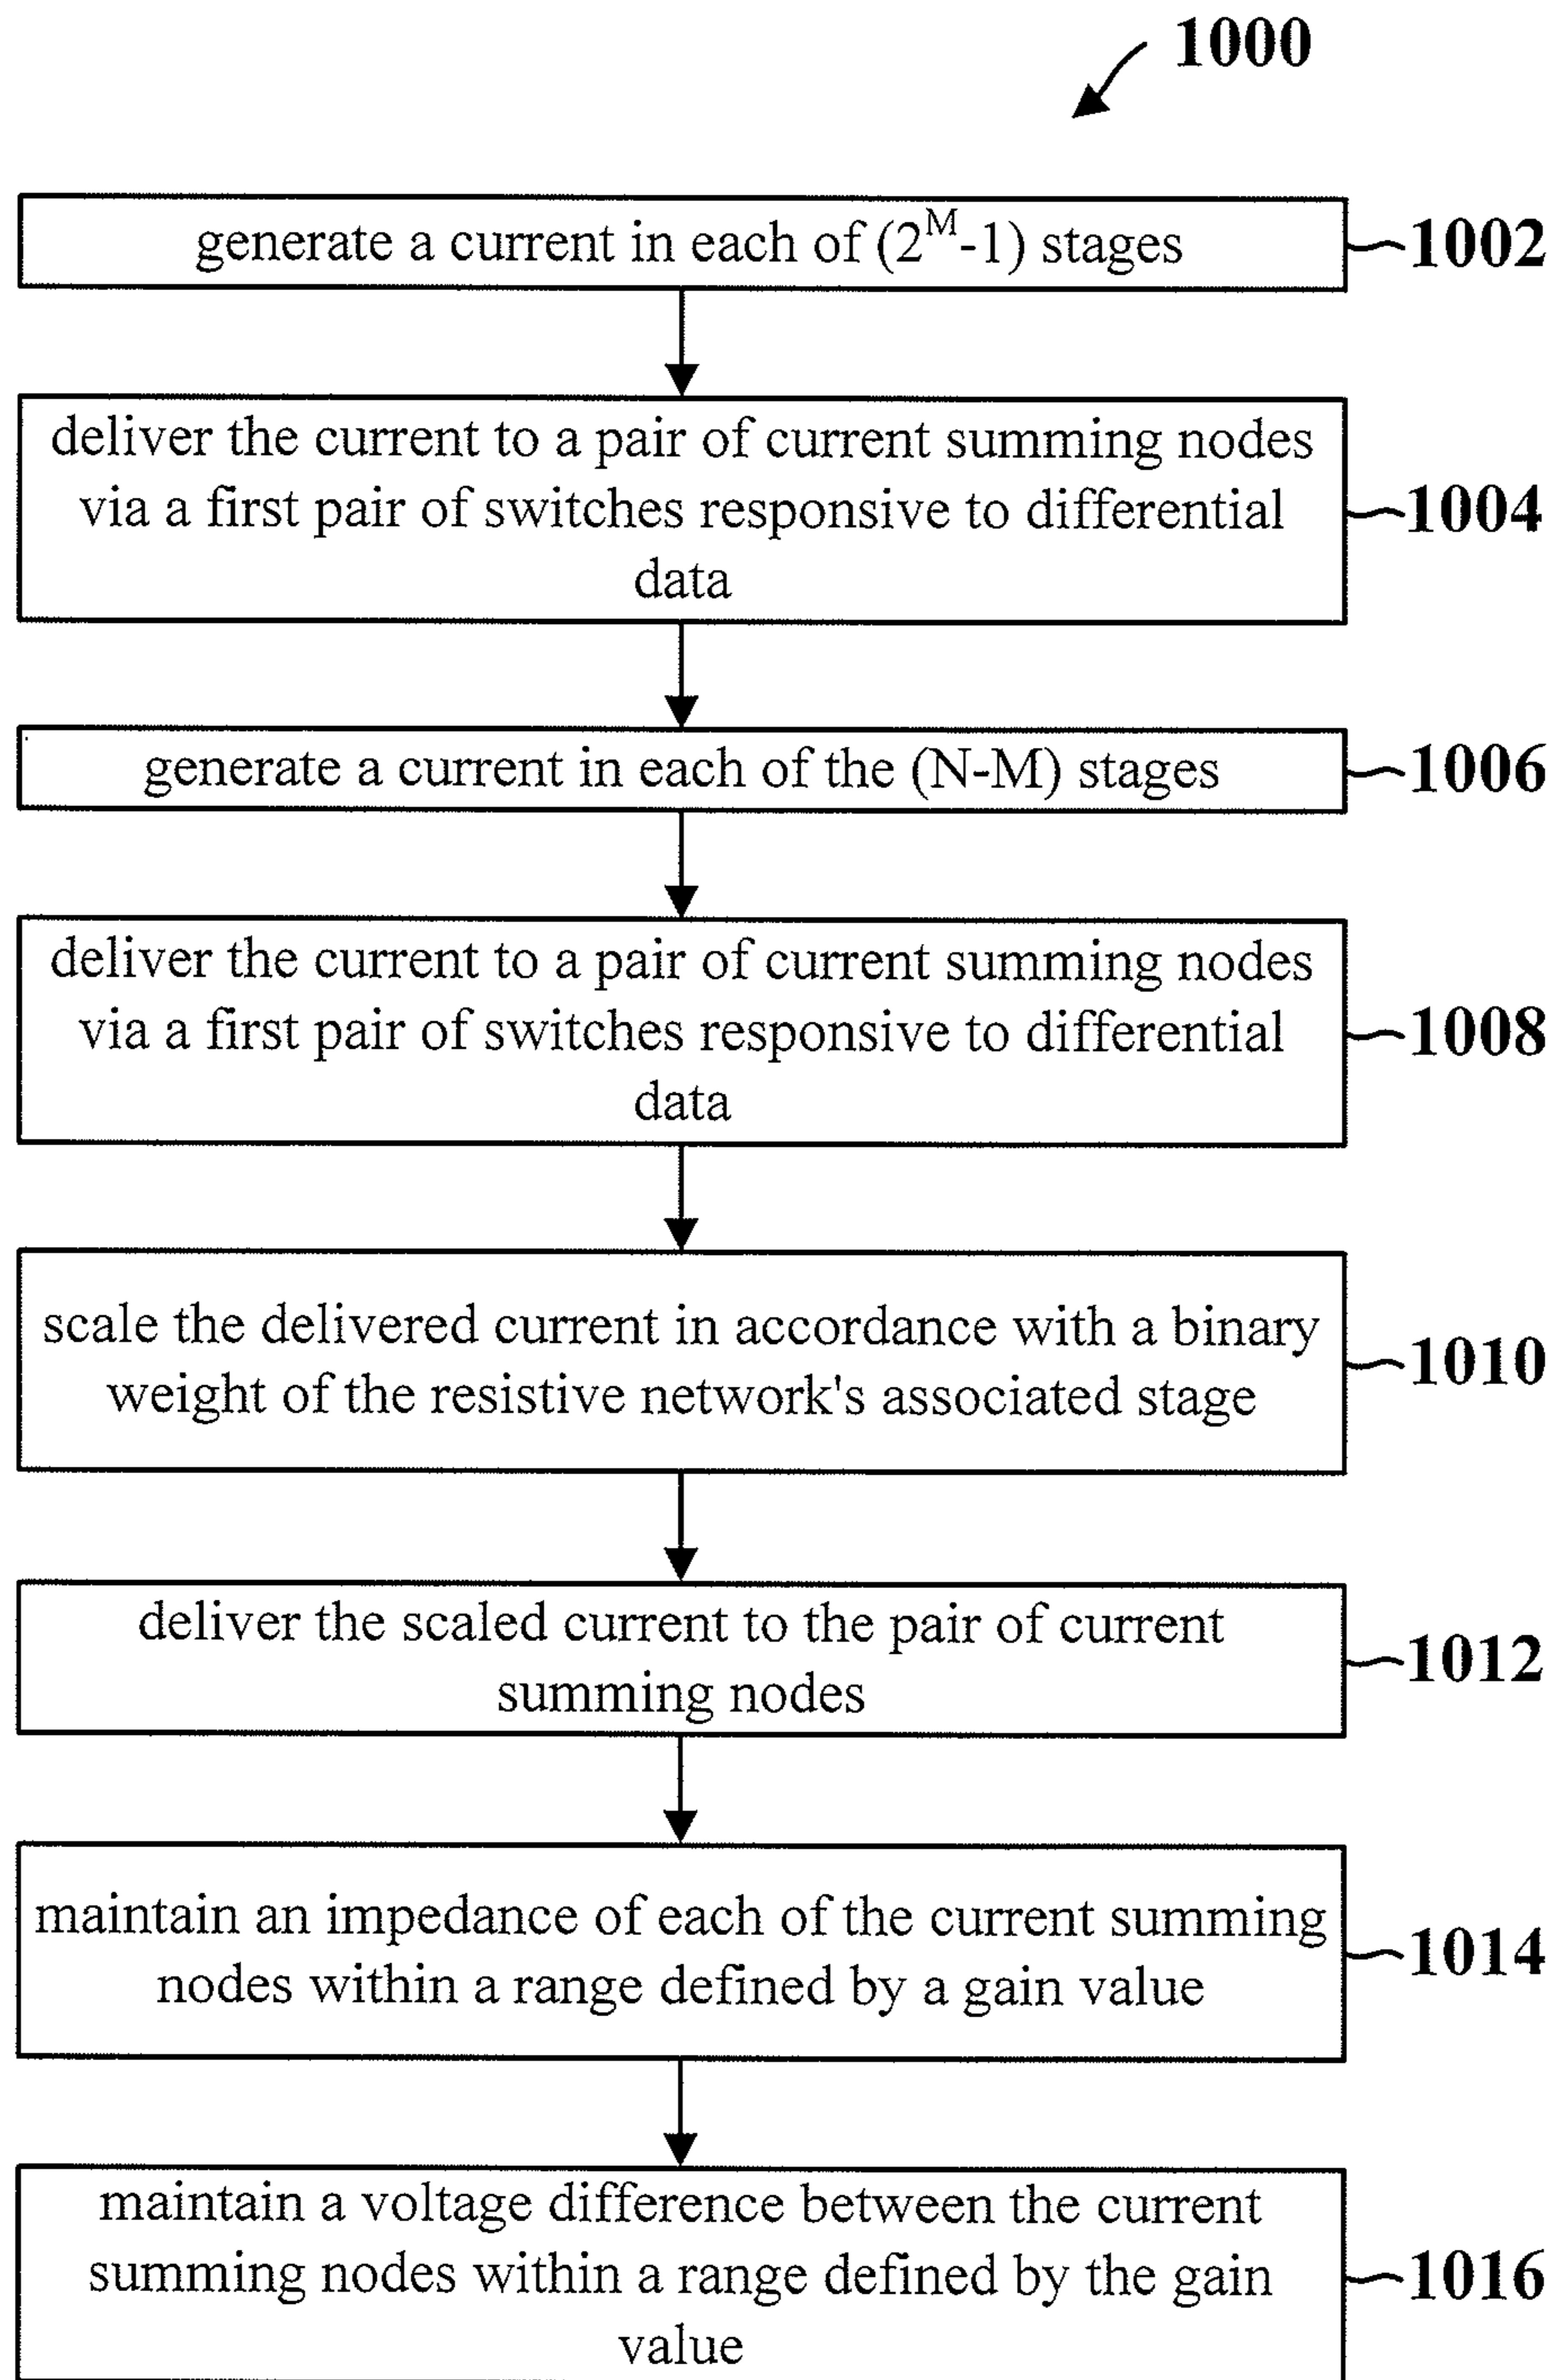 1000
generate a current in each of (2^M-1) stages
1002
deliver the current to a pair of current summing nodes
via a first pair of switches responsive to differential
data
1004
generate a current in each of the (N-M) stages
1006
deliver the current to a pair of current summing nodes
via a first pair of switches responsive to differential
data
1008
scale the delivered current in accordance with a binary
weight of the resistive network's associated stage
1010
deliver the scaled current to the pair of current
summing nodes
1012
maintain an impedance of each of the current summing
nodes within a range defined by a gain value
1014
maintain a voltage difference between the current
summing nodes within a range defined by the gain
value
1016